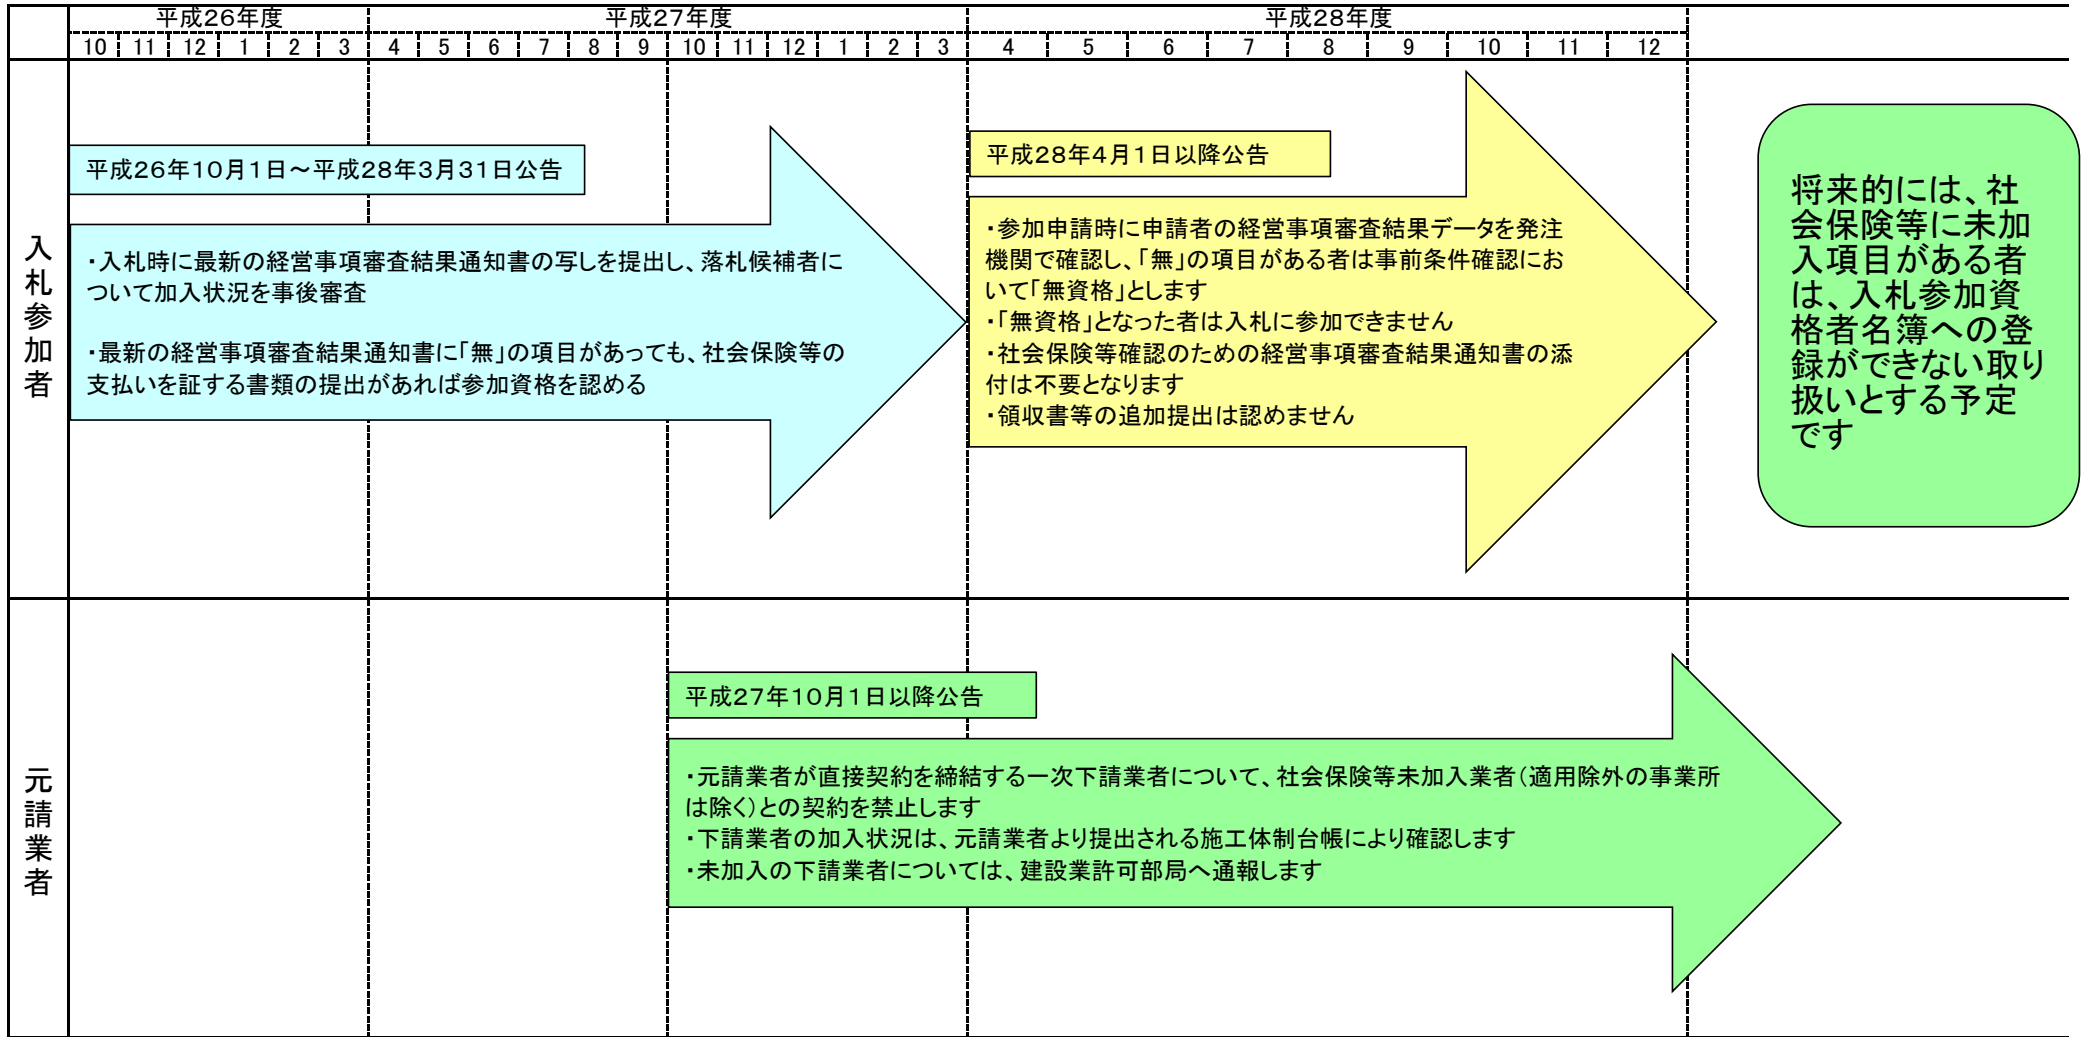 平成26年度 平成27年度 平成28年度
10 11 12 1 2 3 4 5 6 7 8 9 10 11 12 1 2 3 4 5 6 7 8 9 10 11 12
入札参加者
平成26年10月1日～平成28年3月31日公告
・入札時に最新の経営事項審査結果通知書の写しを提出し、落札候補者に
ついて加入状況を事後審査
・最新の経営事項審査結果通知書に「無」の項目があっても、社会保険等の
支払いを証する書類の提出があれば参加資格を認める
平成28年4月1日以降公告
・参加申請時に申請者の経営事項審査結果データを発注
機関で確認し、「無」の項目がある者は事前条件確認にお
いて「無資格」とします
・「無資格」となった者は入札に参加できません
・社会保険等確認のための経営事項審査結果通知書の添
付は不要となります
・領収書等の追加提出は認めません
将来的には、社
会保険等に未加
入項目がある者
は、入札参加資
格者名簿への登
録ができない取り
扱いとする予定
です
元請業者
平成27年10月1日以降公告
・元請業者が直接契約を締結する一次下請業者について、社会保険等未加入業者（適用除外の事業所
は除く）との契約を禁止します
・下請業者の加入状況は、元請業者より提出される施工体制台帳により確認します
・未加入の下請業者については、建設業許可部局へ通報します